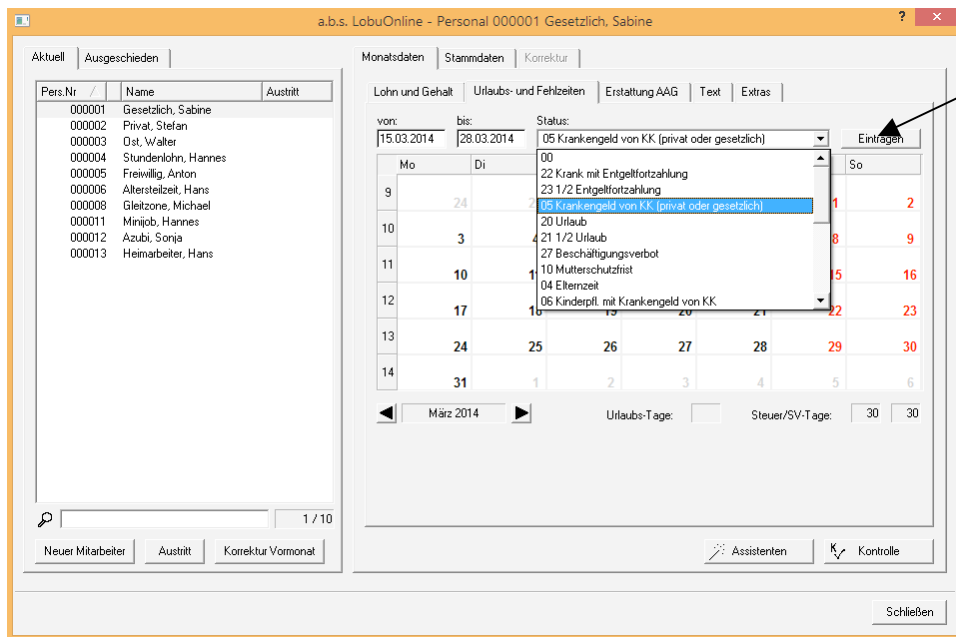 a.b.s. LobuOnline - Personal 000001 Gesetzlich, Sabine
? ×
Aktuell Ausgeschieden
Pers.Nr / Name Austritt
000001 Gesetzlich, Sabine
000002 Privat, Stefan
000003 Ost, Walter
000004 Stundenlohn, Hannes
000005 Freiwillig, Anton
000006 Altersteilzeit, Hans
000008 Gleitzone, Michael
000011 Minijob, Hannes
000012 Azubi, Sonja
000013 Heimarbeiter, Hans
1 / 10
Neuer Mitarbeiter Austritt Korrektur Vormonat
Monatsdaten Stammdaten Korrektur
Lohn und Gehalt Urlaubs- und Fehlzeiten Erstattung AAG Text Extras
von: bis: Status:
15.03.2014 28.03.2014 05 Krankengeld von KK (privat oder gesetzlich) Eintragen
00
22 Krank mit Entgeltfortzahlung
23 1/2 Entgeltfortzahlung
05 Krankengeld von KK (privat oder gesetzlich)
20 Urlaub
21 1/2 Urlaub
27 Beschäftigungsverbot
10 Mutterschutzfrist
04 Elternzeit
06 Kinderpfl. mit Krankengeld von KK
Mo Di So
9 24 1 2
10 3 8 9
11 10 15 16
12 17 18 19 20 21 22 23
13 24 25 26 27 28 29 30
14 31 1 2 3 4 5 6
März 2014 Urlaubs-Tage: Steuer/SV-Tage: 30 30
Assistenten Kontrolle
Schließen